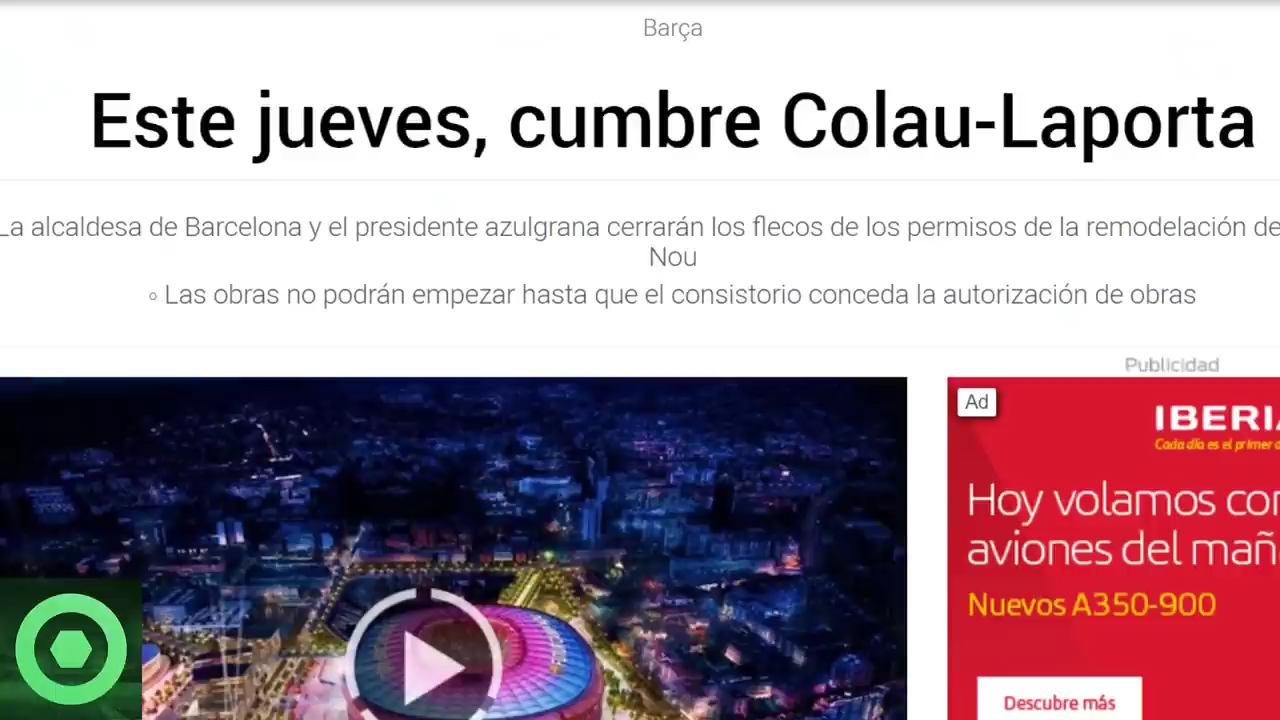 Barça
Este jueves, cumbre Colau-Laporta
La alcaldesa de Barcelona y el presidente azulgrana cerrarán los flecos de los permisos de la remodelación de
Nou
◦ Las obras no podrán empezar hasta que el consistorio conceda la autorización de obras
Publicidad
Ad
IBERIA
Cada día es el primer
Hoy volamos con
aviones del mañ
Nuevos A350-900
Descubre más